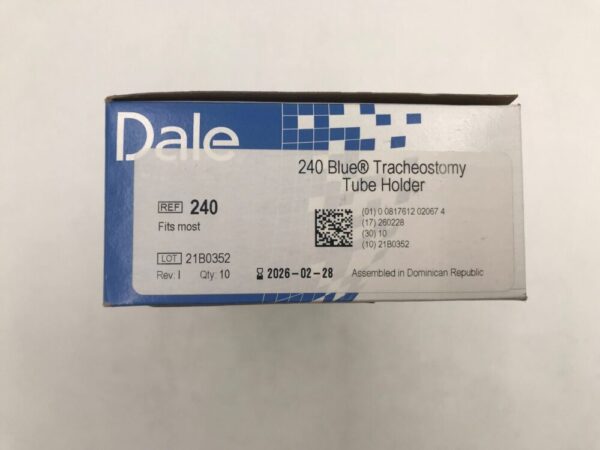 Dale
240 Blue® Tracheostomy
Tube Holder
REF 240
Fits most
(01) 0 0817612 02067 4
(17) 260228
(30) 10
(10) 21B0352
LOT 21B0352
Rev: I Qty: 10
2026-02-28
Assembled in Dominican Republic